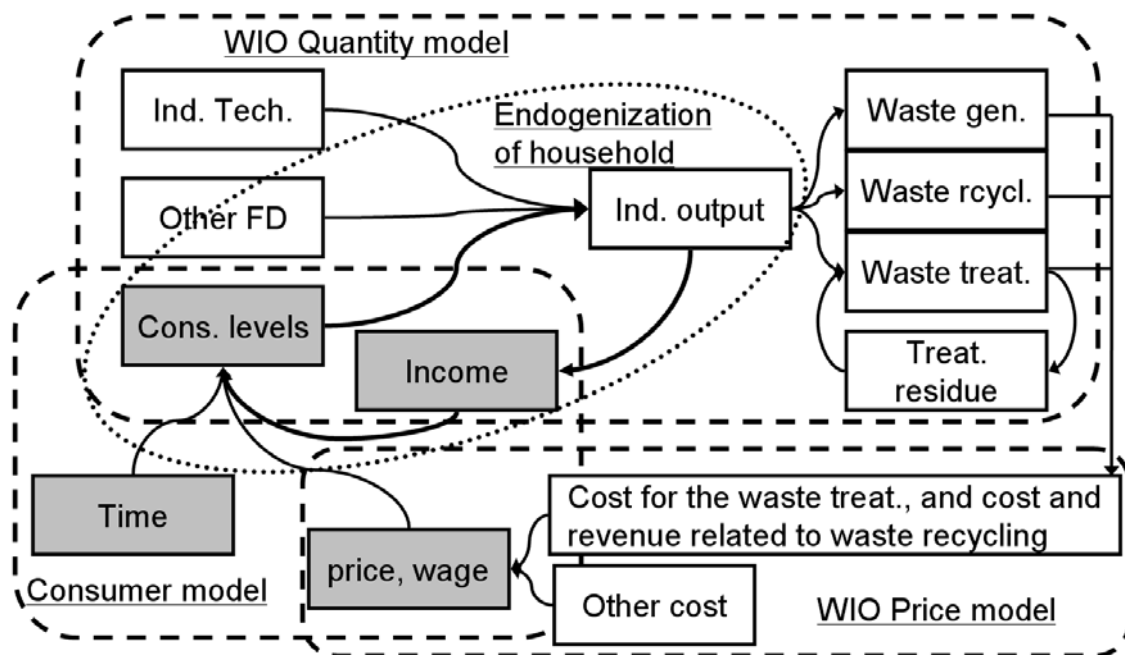 WIO Quantity model
Ind. Tech.
Endogenization
of household
Waste gen.
Other FD
Ind. output
Waste rcycl.
Waste treat.
Cons. levels
Income
Treat.
residue
Time
price, wage
Cost for the waste treat., and cost and
revenue related to waste recycling
Consumer model
Other cost
WIO Price model